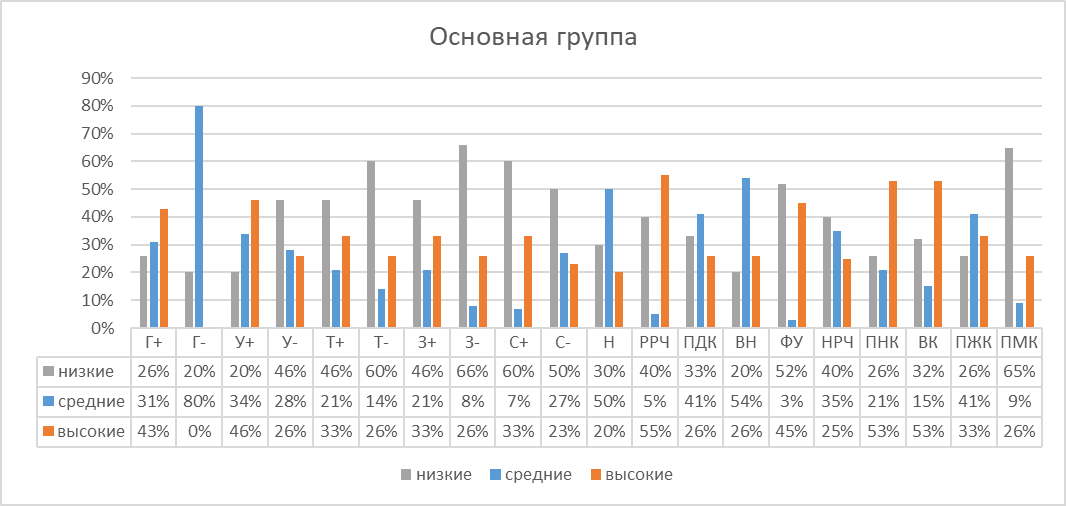 Основная группа
90%
80%
70%
60%
50%
40%
30%
20%
10%
0%
Г+ Г- У+ У- Т+ Т- З+ З- С+ С- Н РРЧ ПДК ВН ФУ НРЧ ПНК ВК ПЖК ПМК
низкие 26% 20% 20% 46% 46% 60% 46% 66% 60% 50% 30% 40% 33% 20% 52% 40% 26% 32% 26% 65%
средние 31% 80% 34% 28% 21% 14% 21% 8% 7% 27% 50% 5% 41% 54% 3% 35% 21% 15% 41% 9%
высокие 43% 0% 46% 26% 33% 26% 33% 26% 33% 23% 20% 55% 26% 26% 45% 25% 53% 53% 33% 26%
низкие средние высокие